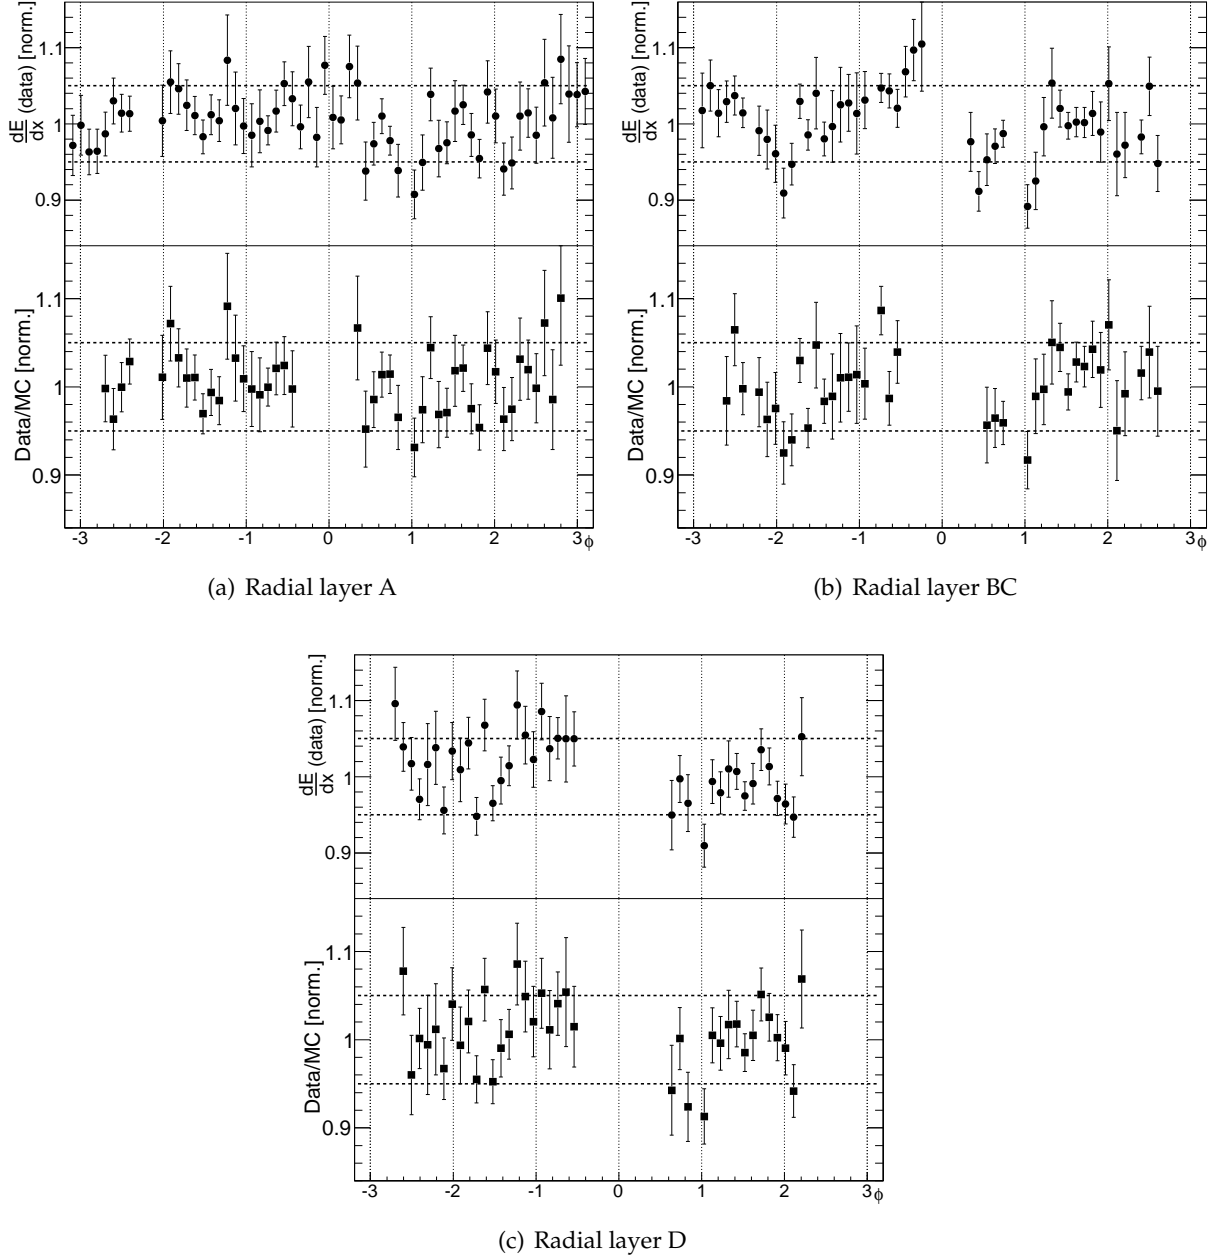 dE/dx (data) [norm.]
1.1
1
0.9
Data/MC [norm.]
1.1
1
0.9
-3 -2 -1 0 1 2 3 ϕ
(a) Radial layer A
dE/dx (data) [norm.]
1.1
1
0.9
Data/MC [norm.]
1.1
1
0.9
-3 -2 -1 0 1 2 3 ϕ
(b) Radial layer BC
dE/dx (data) [norm.]
1.1
1
0.9
Data/MC [norm.]
1.1
1
0.9
-3 -2 -1 0 1 2 3 ϕ
(c) Radial layer D